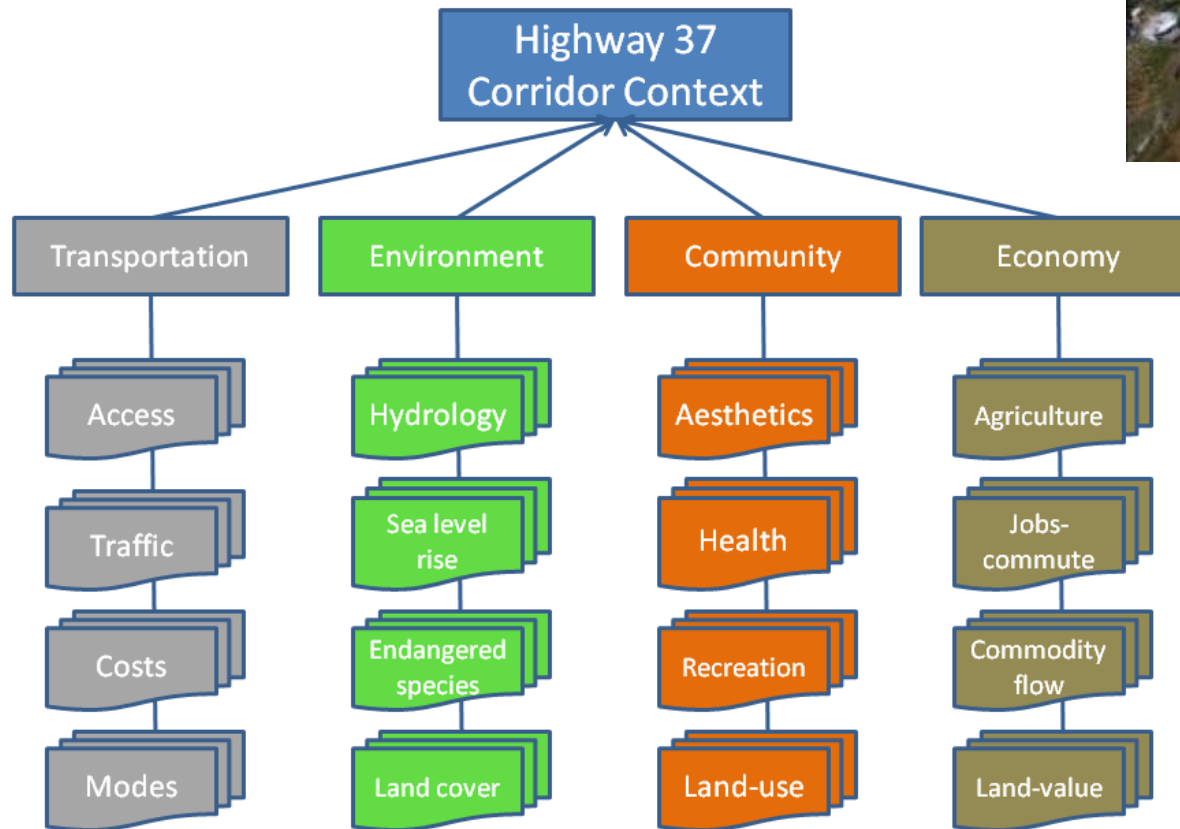 Highway 37
Corridor Context
Transportation
Environment
Community
Economy
Access
Hydrology
Aesthetics
Agriculture
Traffic
Sea level
rise
Health
Jobs-
commute
Costs
Endangered
species
Recreation
Commodity
flow
Modes
Land cover
Land-use
Land-value